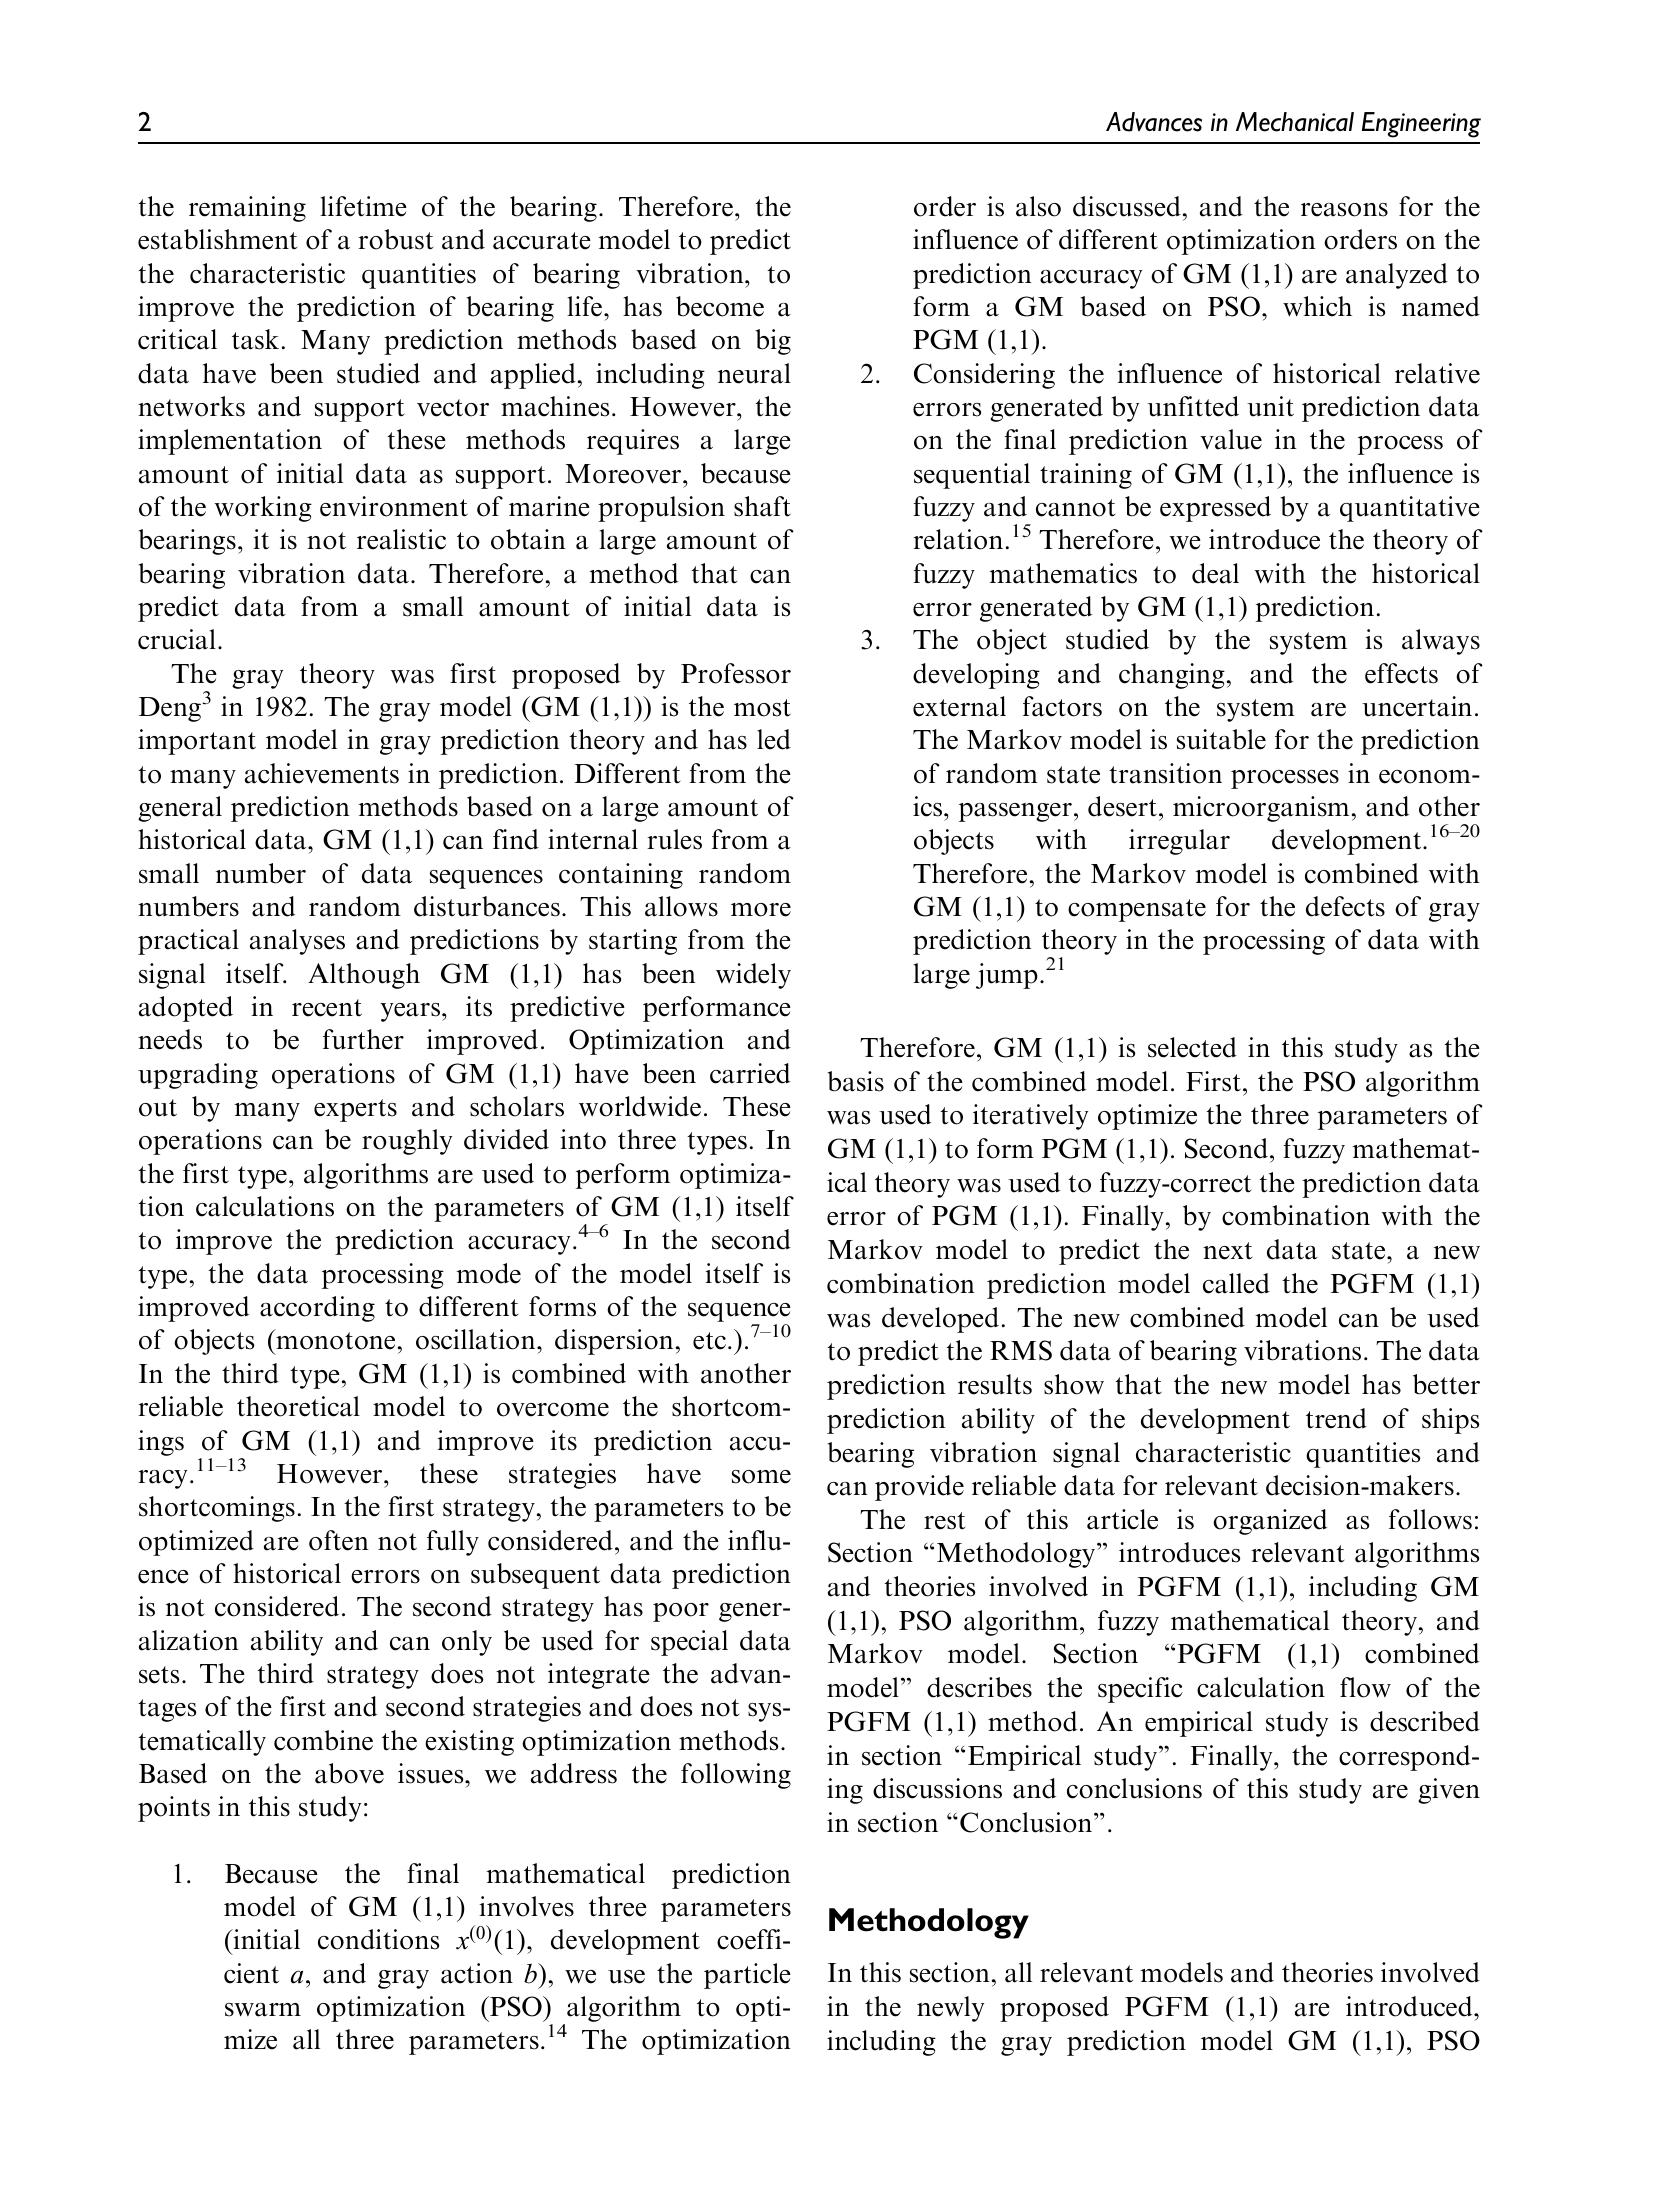 2
Advances in Mechanical Engineering
the remaining lifetime of the bearing. Therefore, the
establishment of a robust and accurate model to predict
the characteristic quantities of bearing vibration, to
improve the prediction of bearing life, has become a
critical task. Many prediction methods based on big
data have been studied and applied, including neural
networks and support vector machines. However, the
implementation of these methods requires a large
amount of initial data as support. Moreover, because
of the working environment of marine propulsion shaft
bearings, it is not realistic to obtain a large amount of
bearing vibration data. Therefore, a method that can
predict data from a small amount of initial data is
crucial.
The gray theory was first proposed by Professor
Deng³ in 1982. The gray model (GM (1,1)) is the most
important model in gray prediction theory and has led
to many achievements in prediction. Different from the
general prediction methods based on a large amount of
historical data, GM (1,1) can find internal rules from a
small number of data sequences containing random
numbers and random disturbances. This allows more
practical analyses and predictions by starting from the
signal itself. Although GM (1,1) has been widely
adopted in recent years, its predictive performance
needs to be further improved. Optimization and
upgrading operations of GM (1,1) have been carried
out by many experts and scholars worldwide. These
operations can be roughly divided into three types. In
the first type, algorithms are used to perform optimiza-
tion calculations on the parameters of GM (1,1) itself
to improve the prediction accuracy.⁴⁻⁶ In the second
type, the data processing mode of the model itself is
improved according to different forms of the sequence
of objects (monotone, oscillation, dispersion, etc.).⁷⁻¹⁰
In the third type, GM (1,1) is combined with another
reliable theoretical model to overcome the shortcom-
ings of GM (1,1) and improve its prediction accu-
racy.¹¹⁻¹³ However, these strategies have some
shortcomings. In the first strategy, the parameters to be
optimized are often not fully considered, and the influ-
ence of historical errors on subsequent data prediction
is not considered. The second strategy has poor gener-
alization ability and can only be used for special data
sets. The third strategy does not integrate the advan-
tages of the first and second strategies and does not sys-
tematically combine the existing optimization methods.
Based on the above issues, we address the following
points in this study:
1. Because the final mathematical prediction
model of GM (1,1) involves three parameters
(initial conditions x⁽⁰⁾(1), development coeffi-
cient a, and gray action b), we use the particle
swarm optimization (PSO) algorithm to opti-
mize all three parameters.¹⁴ The optimization
order is also discussed, and the reasons for the
influence of different optimization orders on the
prediction accuracy of GM (1,1) are analyzed to
form a GM based on PSO, which is named
PGM (1,1).
2. Considering the influence of historical relative
errors generated by unfitted unit prediction data
on the final prediction value in the process of
sequential training of GM (1,1), the influence is
fuzzy and cannot be expressed by a quantitative
relation.¹⁵ Therefore, we introduce the theory of
fuzzy mathematics to deal with the historical
error generated by GM (1,1) prediction.
3. The object studied by the system is always
developing and changing, and the effects of
external factors on the system are uncertain.
The Markov model is suitable for the prediction
of random state transition processes in econom-
ics, passenger, desert, microorganism, and other
objects with irregular development.¹⁶⁻²⁰
Therefore, the Markov model is combined with
GM (1,1) to compensate for the defects of gray
prediction theory in the processing of data with
large jump.²¹
Therefore, GM (1,1) is selected in this study as the
basis of the combined model. First, the PSO algorithm
was used to iteratively optimize the three parameters of
GM (1,1) to form PGM (1,1). Second, fuzzy mathemat-
ical theory was used to fuzzy-correct the prediction data
error of PGM (1,1). Finally, by combination with the
Markov model to predict the next data state, a new
combination prediction model called the PGFM (1,1)
was developed. The new combined model can be used
to predict the RMS data of bearing vibrations. The data
prediction results show that the new model has better
prediction ability of the development trend of ships
bearing vibration signal characteristic quantities and
can provide reliable data for relevant decision-makers.
The rest of this article is organized as follows:
Section “Methodology” introduces relevant algorithms
and theories involved in PGFM (1,1), including GM
(1,1), PSO algorithm, fuzzy mathematical theory, and
Markov model. Section “PGFM (1,1) combined
model” describes the specific calculation flow of the
PGFM (1,1) method. An empirical study is described
in section “Empirical study”. Finally, the correspond-
ing discussions and conclusions of this study are given
in section “Conclusion”.
Methodology
In this section, all relevant models and theories involved
in the newly proposed PGFM (1,1) are introduced,
including the gray prediction model GM (1,1), PSO